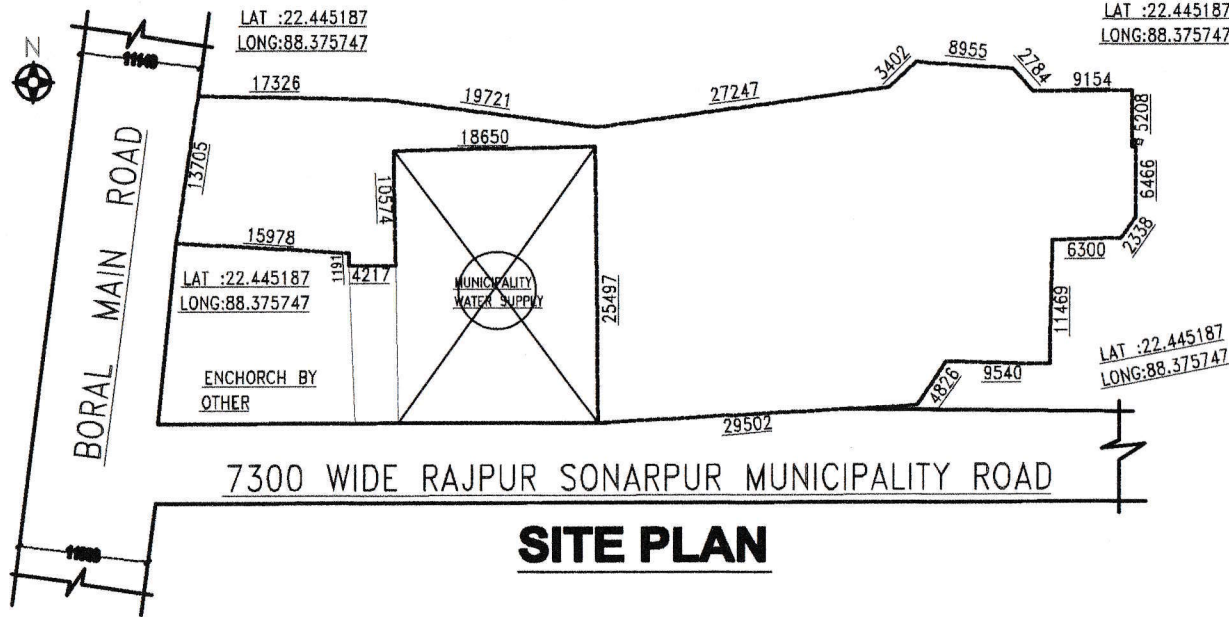 LAT :22.445187
LONG:88.375747
LAT :22.445187
LONG:88.375747
N
17326
19721
27247
3402
8955
2784
9154
5208
6466
2338
6300
11469
9540
4826
29502
13705
18650
10574
15978
1191
4217
25497
MUNICIPALITY
WATER SUPPLY
LAT :22.445187
LONG:88.375747
LAT :22.445187
LONG:88.375747
ENCHORCH BY
OTHER
BORAL MAIN ROAD
7300 WIDE RAJPUR SONARPUR MUNICIPALITY ROAD
SITE PLAN